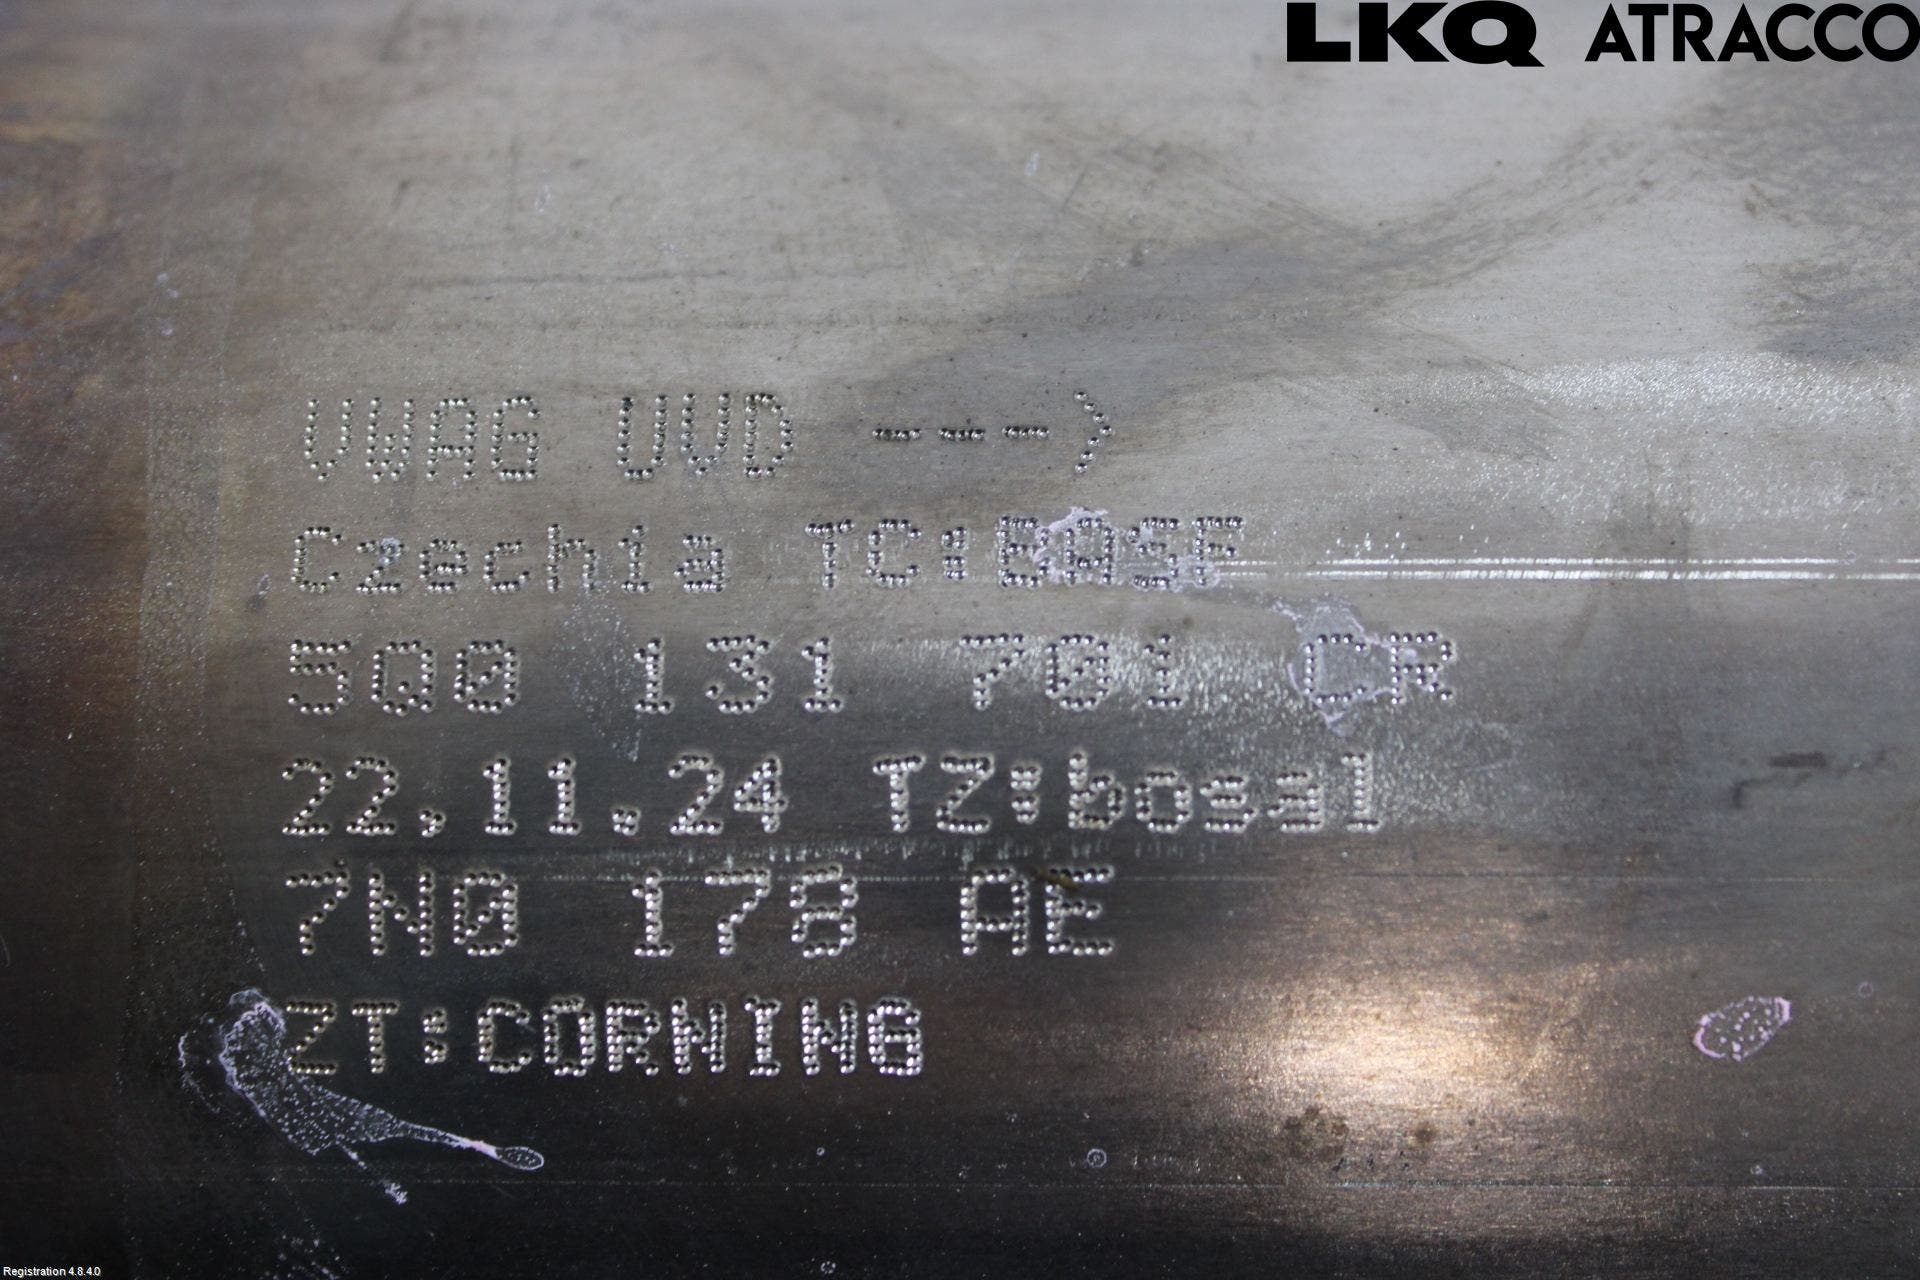 LKQ ATRACCO
VWAG UVD --->
Czechia TC:BASF
5Q0 131 701 CR
22.11.24 TZ:bosal
7N0 178 AE
ZT:CORNING
Registration 4.8.4.0